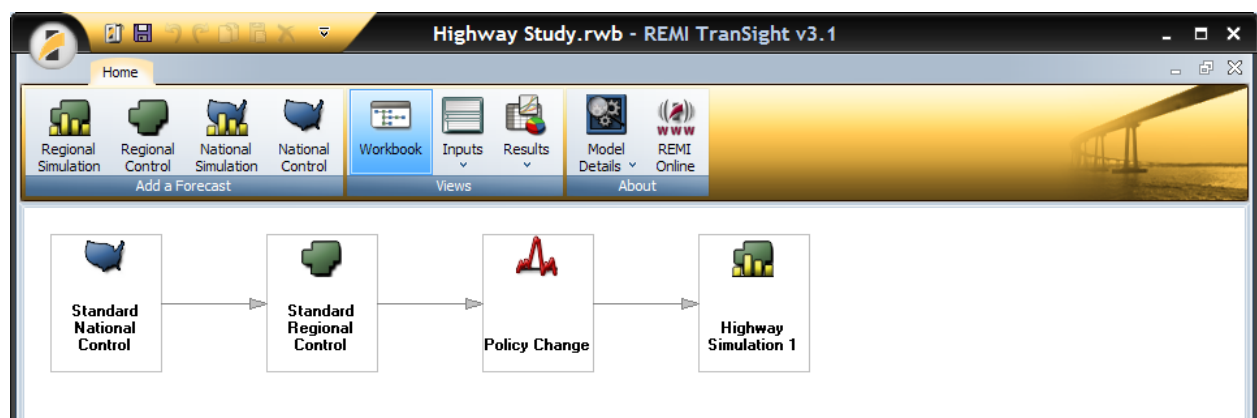 Highway Study.rwb - REMI TranSight v3.1
Home
Regional Simulation
Regional Control
National Simulation
National Control
Workbook
Inputs
Results
Model Details
WWW
REMI Online
Add a Forecast
Views
About
Standard
National
Control
Standard
Regional
Control
Policy Change
Highway
Simulation 1